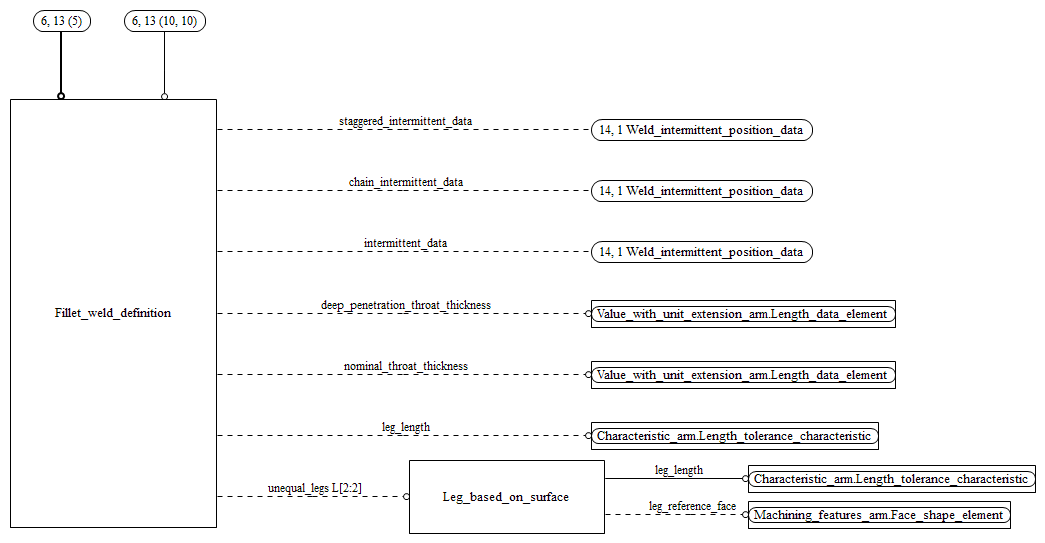 6, 13 (5)
6, 13 (10, 10)
staggered_intermittent_data
14, 1 Weld_intermittent_position_data
chain_intermittent_data
14, 1 Weld_intermittent_position_data
intermittent_data
14, 1 Weld_intermittent_position_data
Fillet_weld_definition
deep_penetration_throat_thickness
Value_with_unit_extension_arm.Length_data_element
nominal_throat_thickness
Value_with_unit_extension_arm.Length_data_element
leg_length
Characteristic_arm.Length_tolerance_characteristic
unequal_legs L[2:2]
Leg_based_on_surface
leg_length
Characteristic_arm.Length_tolerance_characteristic
leg_reference_face
Machining_features_arm.Face_shape_element